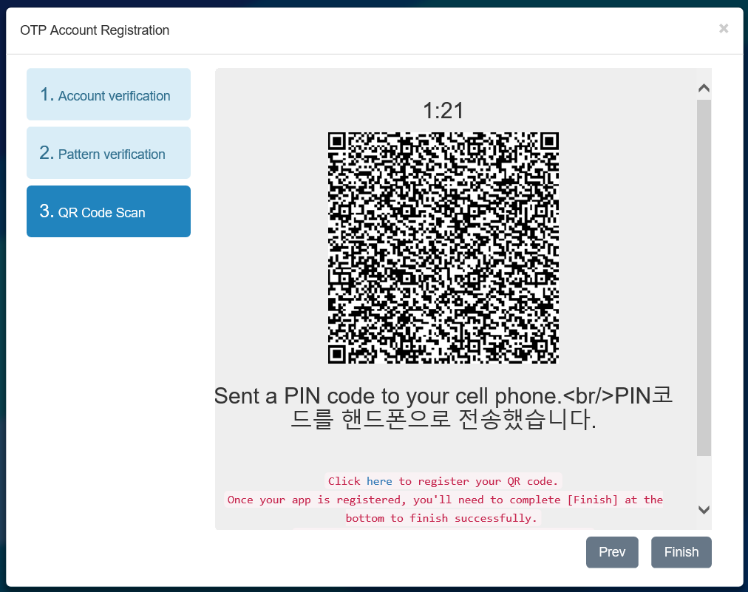 OTP Account Registration
×
1. Account verification
2. Pattern verification
3. QR Code Scan
1:21
Sent a PIN code to your cell phone.<br/>PIN코
드를 핸드폰으로 전송했습니다.
Click here to register your QR code.
Once your app is registered, you'll need to complete [Finish] at the
bottom to finish successfully.
Prev
Finish